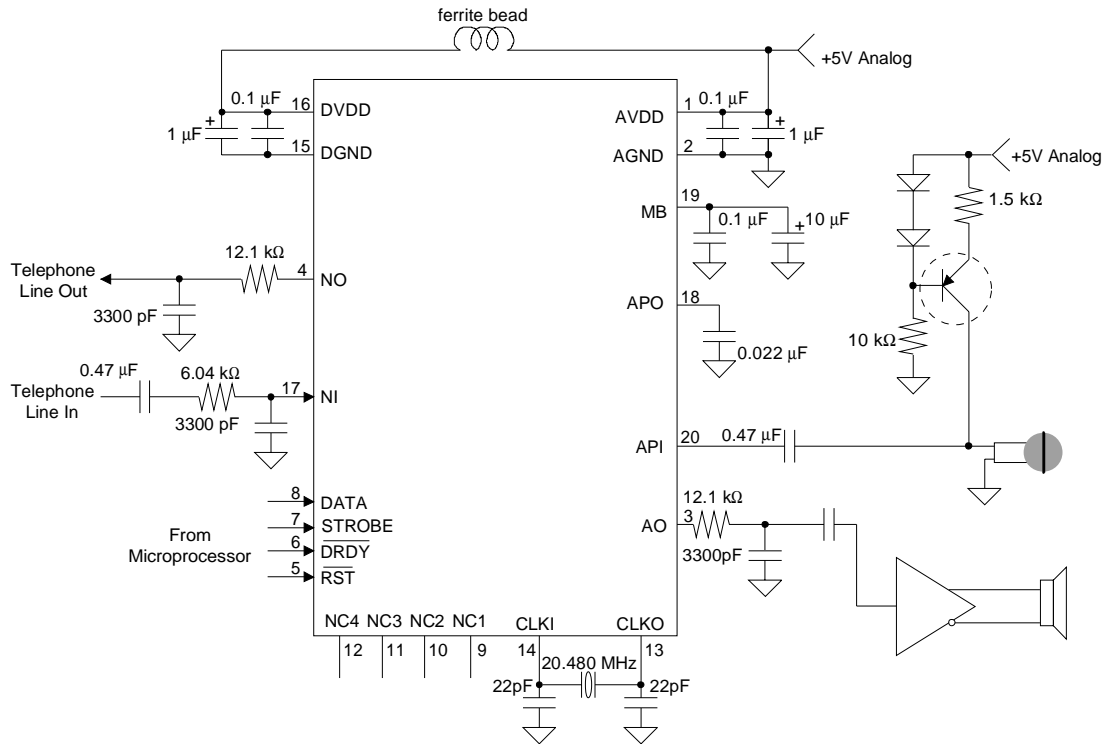 ferrite bead
+5V Analog
0.1 µF
16
DVDD
1
0.1 µF
AVDD
+
1 µF
+
1 µF
15
DGND
2
AGND
+5V Analog
19
MB
1.5 kΩ
0.1 µF
+
10 µF
12.1 kΩ
4
NO
Telephone
Line Out
18
APO
3300 pF
10 kΩ
0.022 µF
0.47 µF
6.04 kΩ
17
NI
Telephone
Line In
3300 pF
20
API
0.47 µF
8
DATA
12.1 kΩ
7
STROBE
3
AO
From
Microprocessor
6
DRDY
3300pF
5
RST
NC4
NC3
NC2
NC1
CLKI
CLKO
12
11
10
9
14
13
20.480 MHz
22pF
22pF